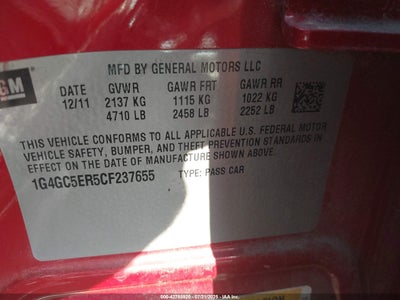 GM
MFD BY GENERAL MOTORS LLC
DATE GVWR GAWR FRT GAWR RR
12/11 2137 KG 1115 KG 1022 KG
4710 LB 2458 LB 2252 LB
THIS VEHICLE CONFORMS TO ALL APPLICABLE U.S. FEDERAL MOTOR
VEHICLE SAFETY, BUMPER, AND THEFT PREVENTION STANDARDS IN
EFFECT ON THE DATE OF MANUFACTURE SHOWN ABOVE.
1G4GC5ER5CF237655 TYPE: PASS CAR